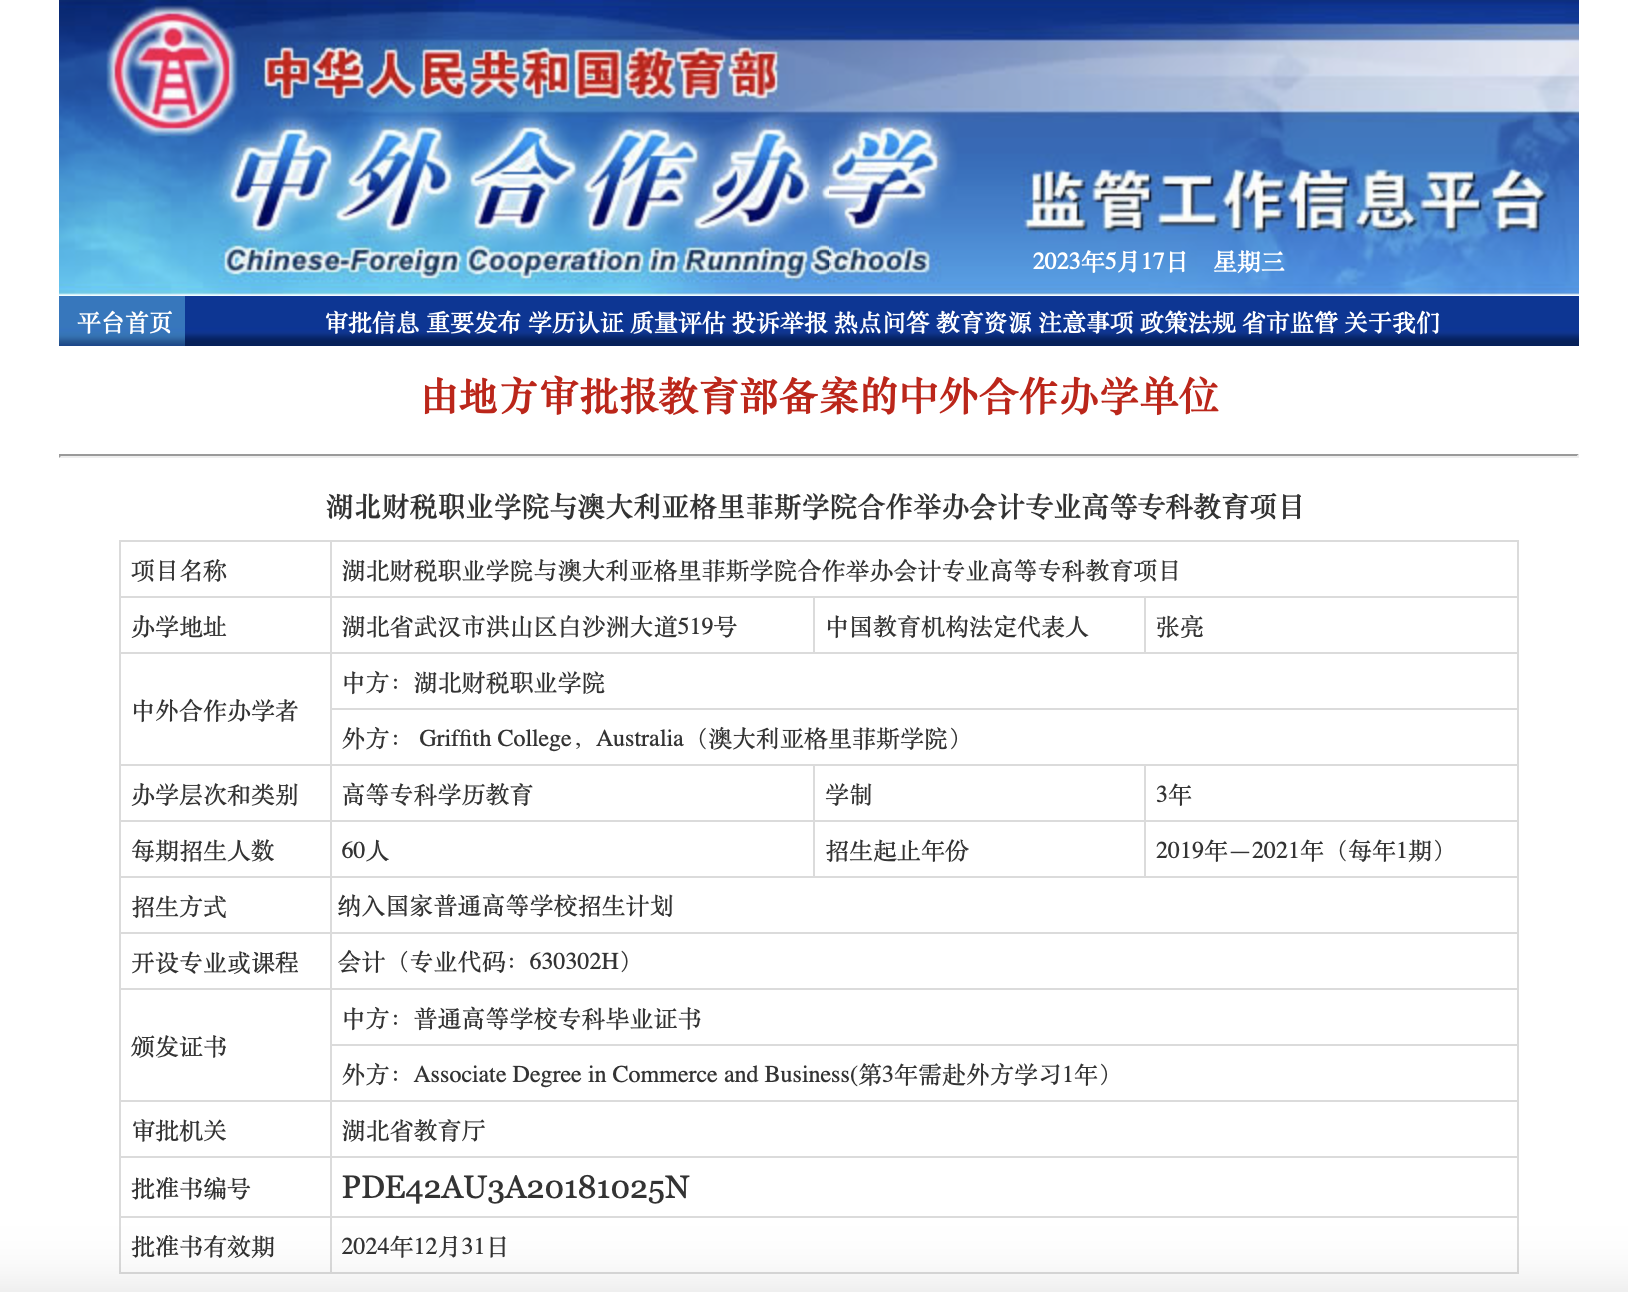 中华人民共和国教育部
中外合作办学
监管工作信息平台
Chinese-Foreign Cooperation in Running Schools
2023年5月17日 星期三
平台首页 审批信息 重要发布 学历认证 质量评估 投诉举报 热点问答 教育资源 注意事项 政策法规 省市监管 关于我们
由地方审批报教育部备案的中外合作办学单位
湖北财税职业学院与澳大利亚格里菲斯学院合作举办会计专业高等专科教育项目
项目名称 湖北财税职业学院与澳大利亚格里菲斯学院合作举办会计专业高等专科教育项目
办学地址 湖北省武汉市洪山区白沙洲大道519号 中国教育机构法定代表人 张亮
中外合作办学者
中方：湖北财税职业学院
外方： Griffith College，Australia（澳大利亚格里菲斯学院）
办学层次和类别 高等专科学历教育 学制 3年
每期招生人数 60人 招生起止年份 2019年—2021年（每年1期）
招生方式 纳入国家普通高等学校招生计划
开设专业或课程 会计（专业代码：630302H）
颁发证书
中方：普通高等学校专科毕业证书
外方：Associate Degree in Commerce and Business(第3年需赴外方学习1年）
审批机关 湖北省教育厅
批准书编号 PDE42AU3A20181025N
批准书有效期 2024年12月31日